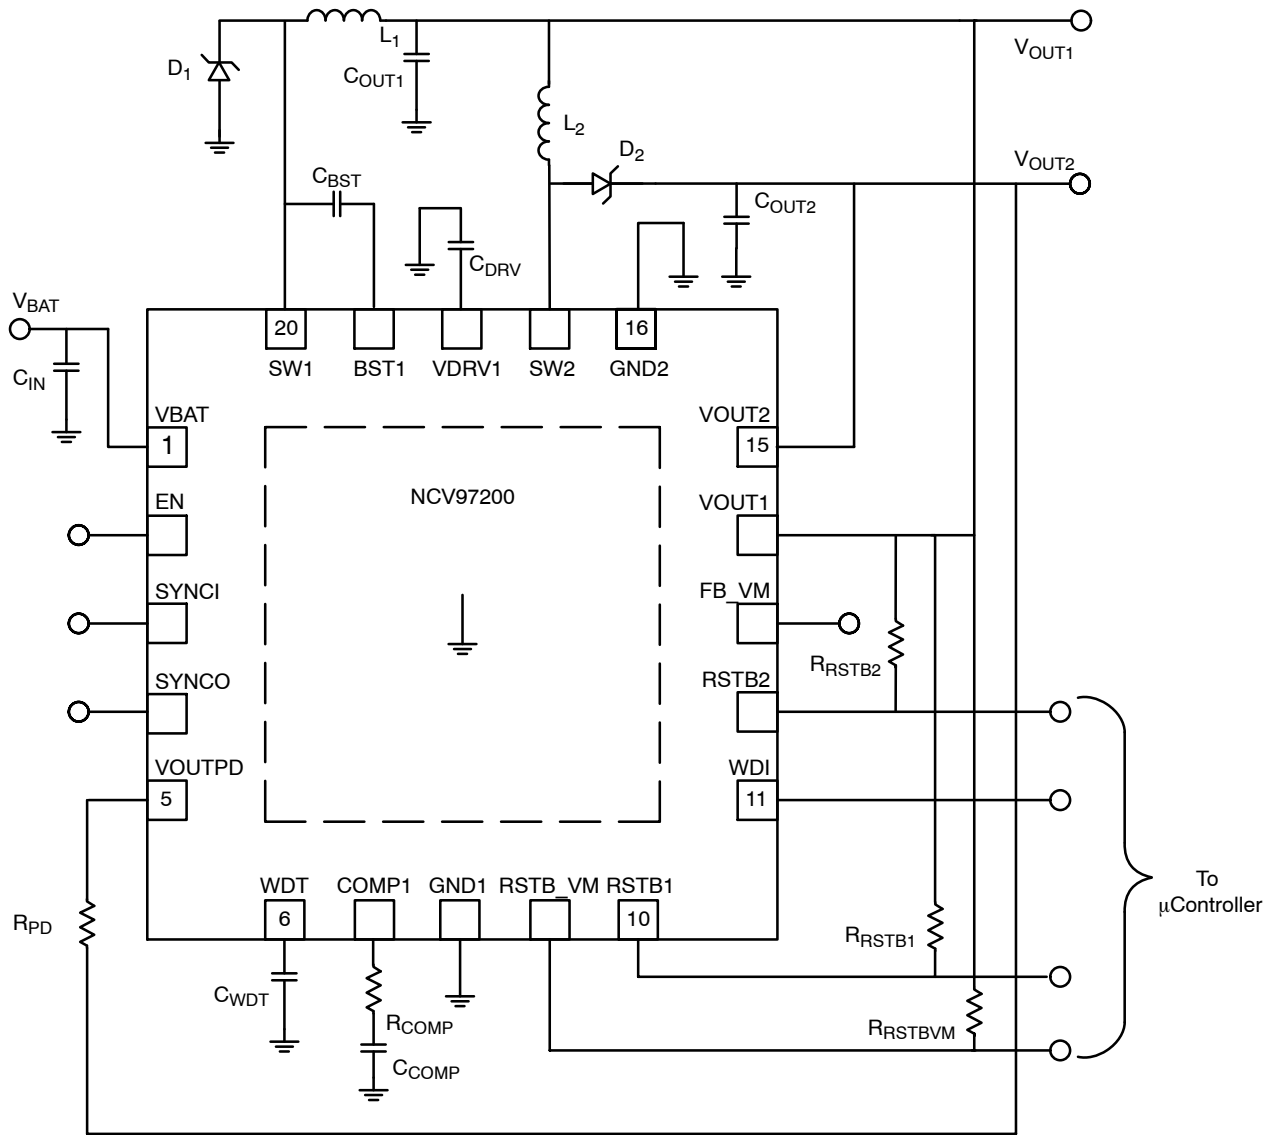 L1
VOUT1
D1
COUT1
L2
D2
VOUT2
CBST
COUT2
CDRV
VBAT
20
16
CIN
SW1
BST1
VDRV1
SW2
GND2
VBAT
VOUT2
1
15
NCV97200
EN
VOUT1
SYNCI
FB_VM
RRSTB2
SYNCO
RSTB2
VOUTPD
WDI
5
11
WDT
COMP1
GND1
RSTB_VM
RSTB1
To
μController
6
10
RPD
RRSTB1
CWDT
RCOMP
RRSTBVM
CCOMP